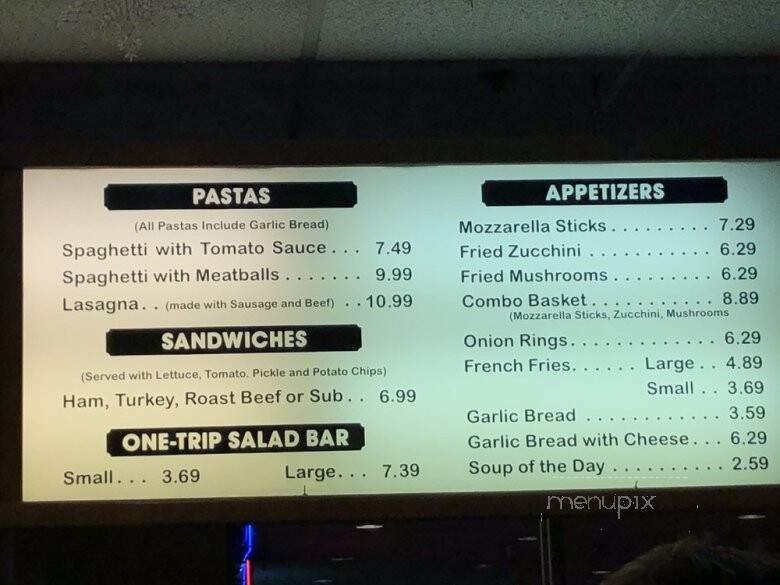 PASTAS
(All Pastas Include Garlic Bread)
Spaghetti with Tomato Sauce . . . 7.49
Spaghetti with Meatballs . . . . . . . 9.99
Lasagna . . (made with Sausage and Beef) . . 10.99
SANDWICHES
(Served with Lettuce, Tomato. Pickle and Potato Chips)
Ham, Turkey, Roast Beef or Sub . . 6.99
ONE-TRIP SALAD BAR
Small . . . 3.69 Large . . . 7.39
APPETIZERS
Mozzarella Sticks . . . . . . . . . 7.29
Fried Zucchini . . . . . . . . . . . 6.29
Fried Mushrooms . . . . . . . . . 6.29
Combo Basket . . . . . . . . . . . 8.89
(Mozzarella Sticks, Zucchini, Mushrooms
Onion Rings. . . . . . . . . . . . . 6.29
French Fries. . . . . . Large . . 4.89
Small . . 3.69
Garlic Bread . . . . . . . . . . . . 3.59
Garlic Bread with Cheese . . . 6.29
Soup of the Day . . . . . . . . . . 2.59
menupix